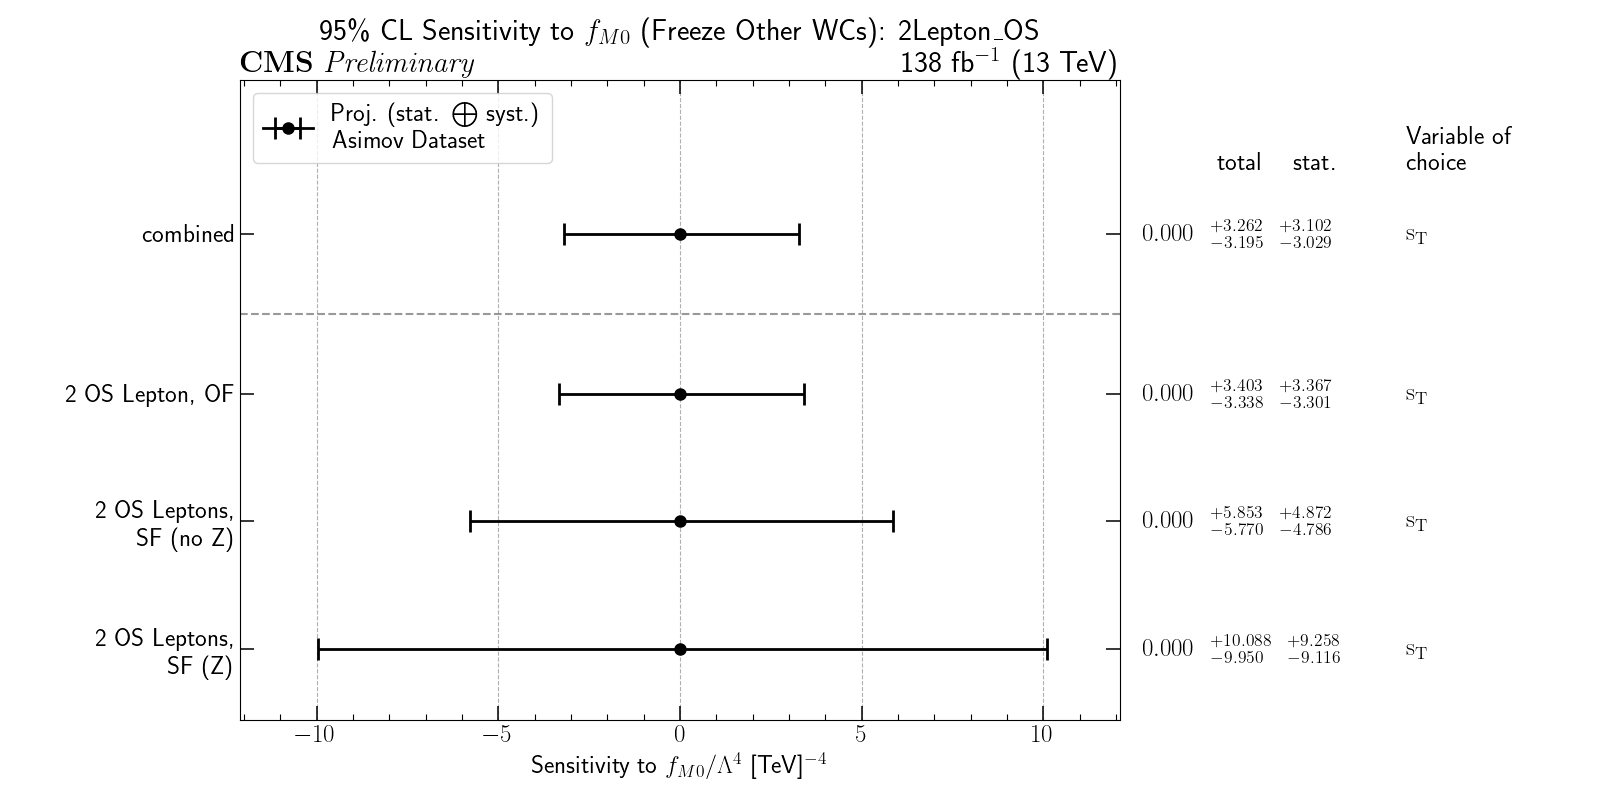 95% CL Sensitivity to f_{M0} (Freeze Other WCs): 2Lepton_OS
CMS Preliminary 138 fb^{-1} (13 TeV)
Proj. (stat. ⨁ syst.)
Asimov Dataset
Variable of
total stat. choice
combined 0.000 +3.262 −3.195 +3.102 −3.029 s_T
2 OS Lepton, OF 0.000 +3.403 −3.338 +3.367 −3.301 s_T
2 OS Leptons,
SF (no Z) 0.000 +5.853 −5.770 +4.872 −4.786 s_T
2 OS Leptons,
SF (Z) 0.000 +10.088 −9.950 +9.258 −9.116 s_T
−10 −5 0 5 10
Sensitivity to f_{M0}/Λ^4 [TeV]^{−4}